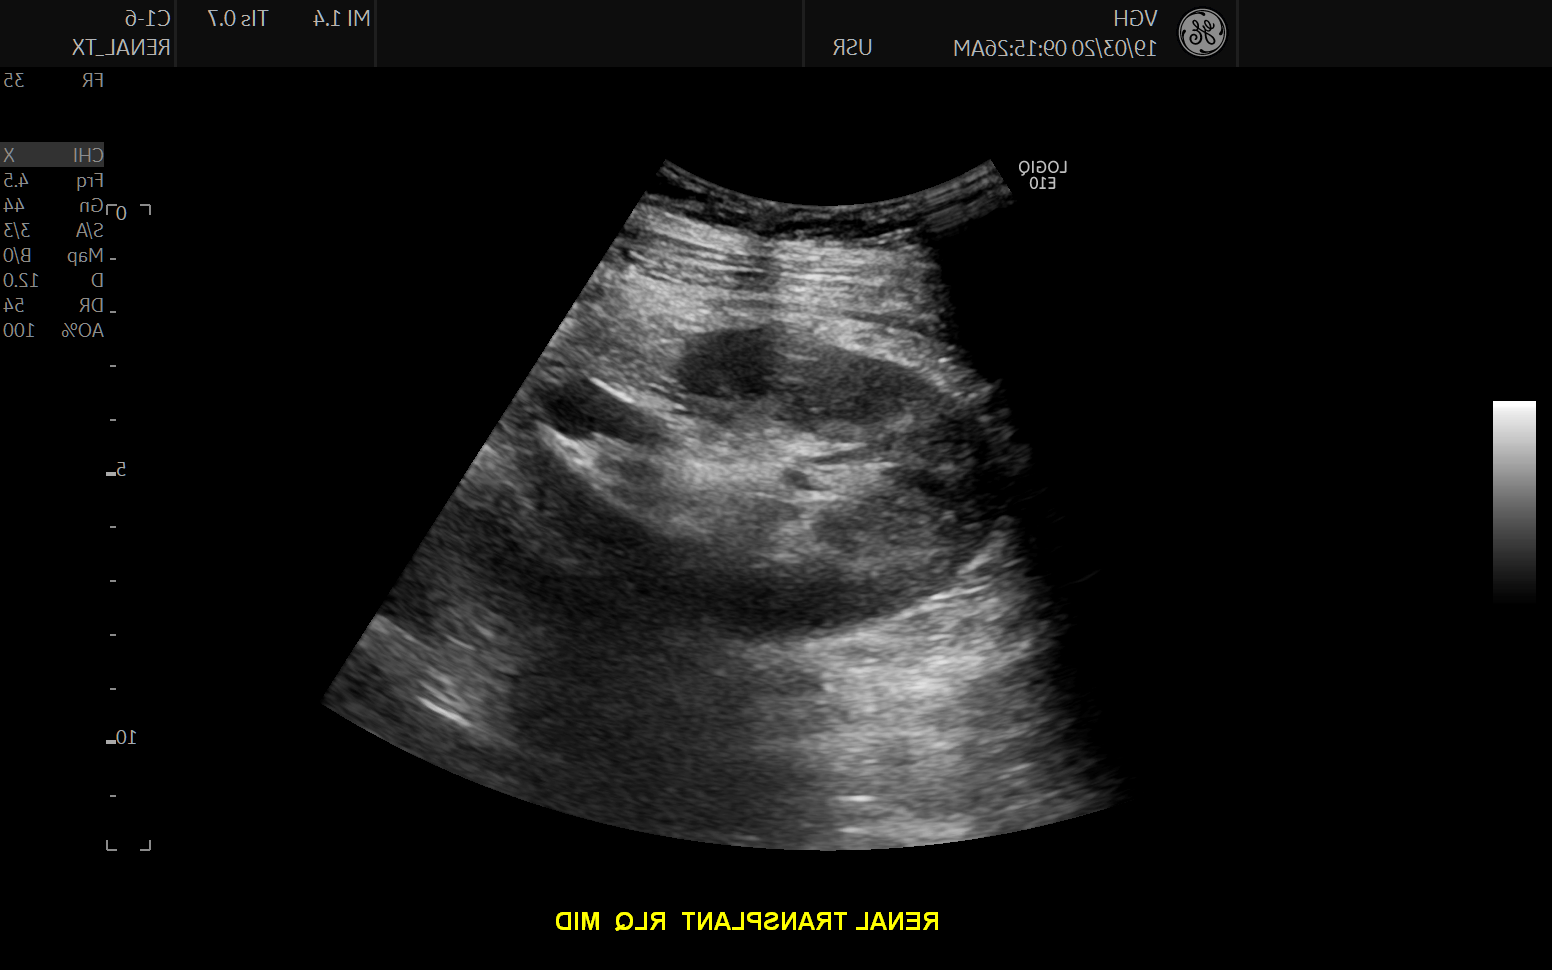 GE
VGH
19/03/20 09:15:26AM
USR
MI 1.4 TIs 0.7
C1-6
RENAL_TX
FR 35
CHI X
Frq 4.5
Gn 44
S/A 3/3
Map B/0
D 12.0
DR 54
AO% 100
LOGIQ
E10
0
5
10
RENAL TRANSPLANT RLQ MID